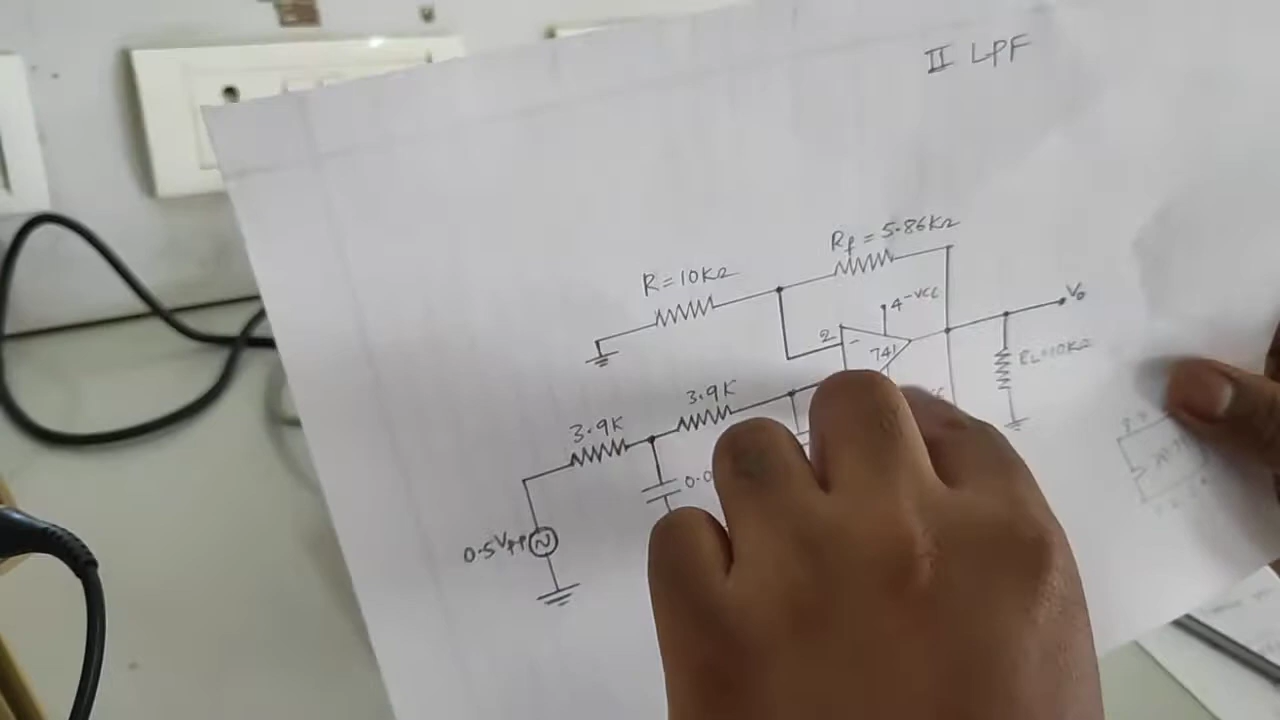 II LPF
Rf = 5.86KΩ
R = 10KΩ
4 -VCC
Vo
2
-
741
RL=10KΩ
3.9K
3.9K
0.5VPP